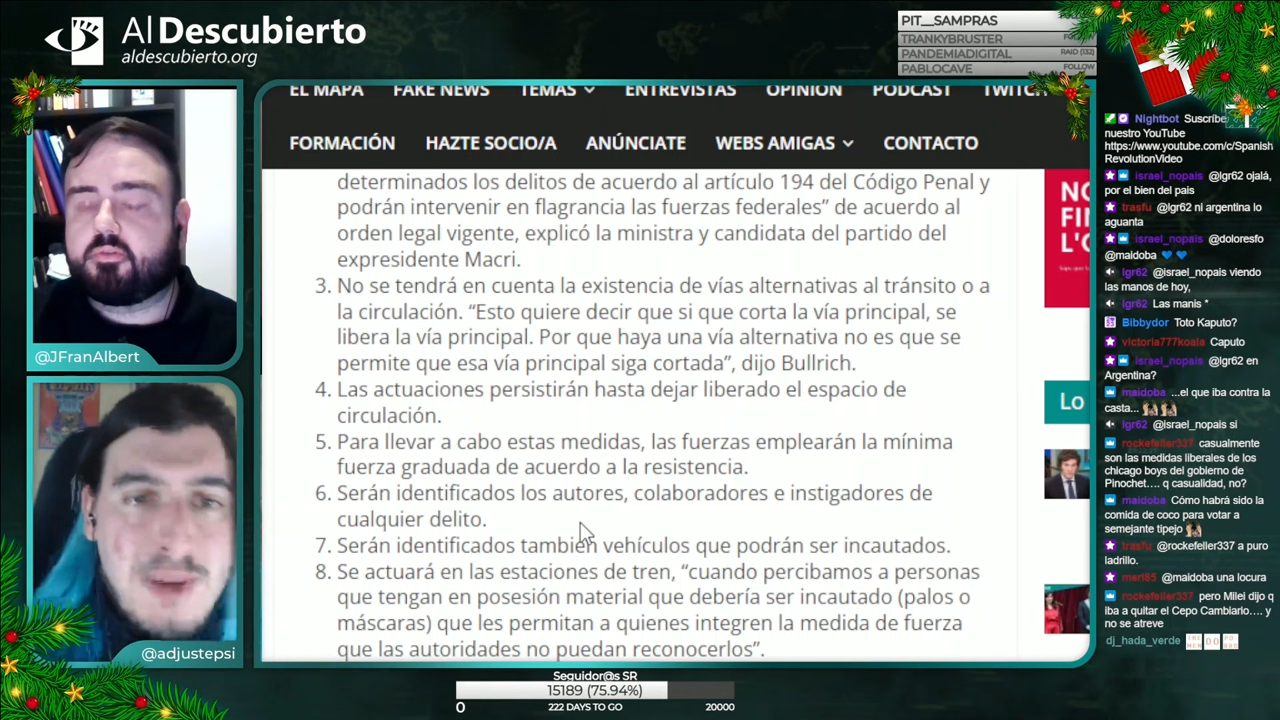 Al Descubierto
aldescubierto.org
PIT__SAMPRAS
TRANKYBRUSTER
PANDEMIADIGITAL
RAID (132)
PABLOCAVE
FOLLOW
EL MAPA FAKE NEWS TEMAS ENTREVISTAS OPINIÓN PODCAST TWITCH
FORMACIÓN HAZTE SOCIO/A ANÚNCIATE WEBS AMIGAS CONTACTO
determinados los delitos de acuerdo al artículo 194 del Código Penal y
podrán intervenir en flagrancia las fuerzas federales” de acuerdo al
orden legal vigente, explicó la ministra y candidata del partido del
expresidente Macri.
3. No se tendrá en cuenta la existencia de vías alternativas al tránsito o a
la circulación. “Esto quiere decir que si que corta la vía principal, se
libera la vía principal. Por que haya una vía alternativa no es que se
permite que esa vía principal siga cortada”, dijo Bullrich.
4. Las actuaciones persistirán hasta dejar liberado el espacio de
circulación.
5. Para llevar a cabo estas medidas, las fuerzas emplearán la mínima
fuerza graduada de acuerdo a la resistencia.
6. Serán identificados los autores, colaboradores e instigadores de
cualquier delito.
7. Serán identificados también vehículos que podrán ser incautados.
8. Se actuará en las estaciones de tren, “cuando percibamos a personas
que tengan en posesión material que debería ser incautado (palos o
máscaras) que les permitan a quienes integren la medida de fuerza
que las autoridades no puedan reconocerlos”.
NO
FIN
L'O
Lo
@JFranAlbert
@adjustepsi
Nightbot Suscríbe
nuestro YouTube
https://www.youtube.com/c/Spanish
RevolutionVideo
israel_nopais @lgr62 ojalá,
por el bien del pais
trasfu @lgr62 ni argentina lo
aguanta
israel_nopais @doloresfo
@maidoba
lgr62 @israel_nopais viendo
las manos de hoy,
lgr62 Las manis *
Bibbydor Toto Kaputo?
victoria777koala Caputo
israel_nopais @lgr62 en
Argentina?
maidoba ...el que iba contra la
casta...
lgr62 @israel_nopais si
rockefeller337 casualmente
son las medidas liberales de los
chicago boys del gobierno de
Pinochet.... q casualidad, no?
maidoba Cómo habrá sido la
comida de coco para votar a
semejante tipejo
trasfu @rockefeller337 a puro
ladrillo.
meri85 @maidoba una locura
rockefeller337 pero Milei dijo q
iba a quitar el Cepo Cambiario.... y
no se atreve
dj_hada_verde
Seguidor@s SR
15189 (75.94%)
0 222 DAYS TO GO 20000